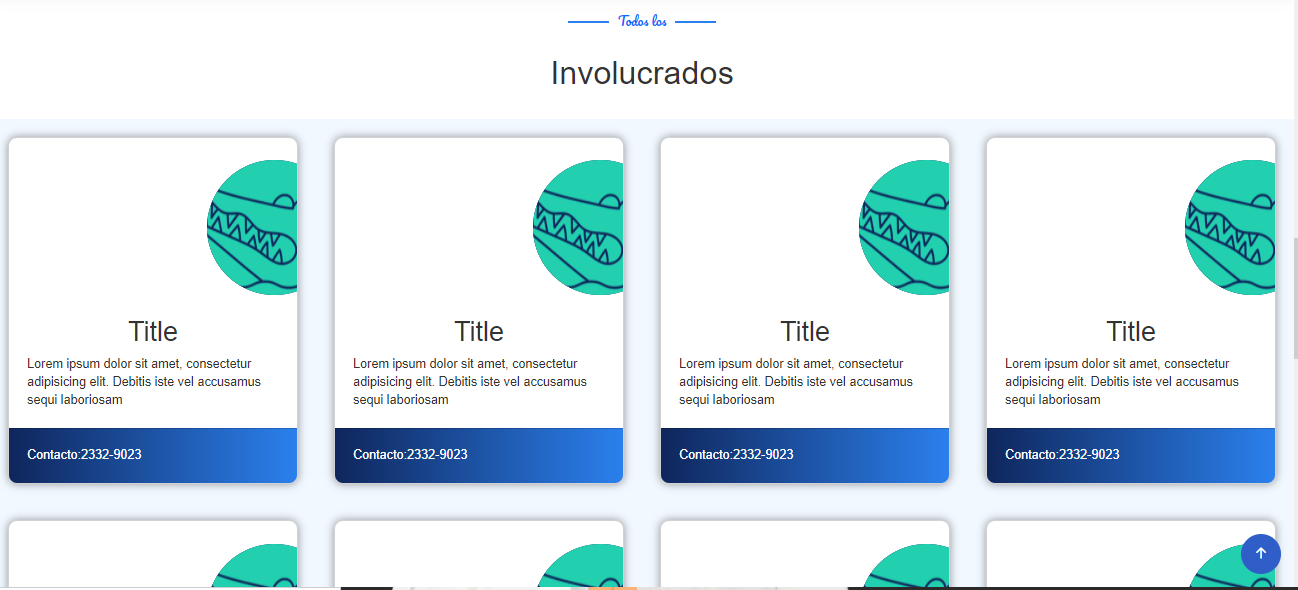 Todos los
Involucrados
Title
Lorem ipsum dolor sit amet, consectetur
adipisicing elit. Debitis iste vel accusamus
sequi laboriosam
Contacto:2332-9023
Title
Lorem ipsum dolor sit amet, consectetur
adipisicing elit. Debitis iste vel accusamus
sequi laboriosam
Contacto:2332-9023
Title
Lorem ipsum dolor sit amet, consectetur
adipisicing elit. Debitis iste vel accusamus
sequi laboriosam
Contacto:2332-9023
Title
Lorem ipsum dolor sit amet, consectetur
adipisicing elit. Debitis iste vel accusamus
sequi laboriosam
Contacto:2332-9023